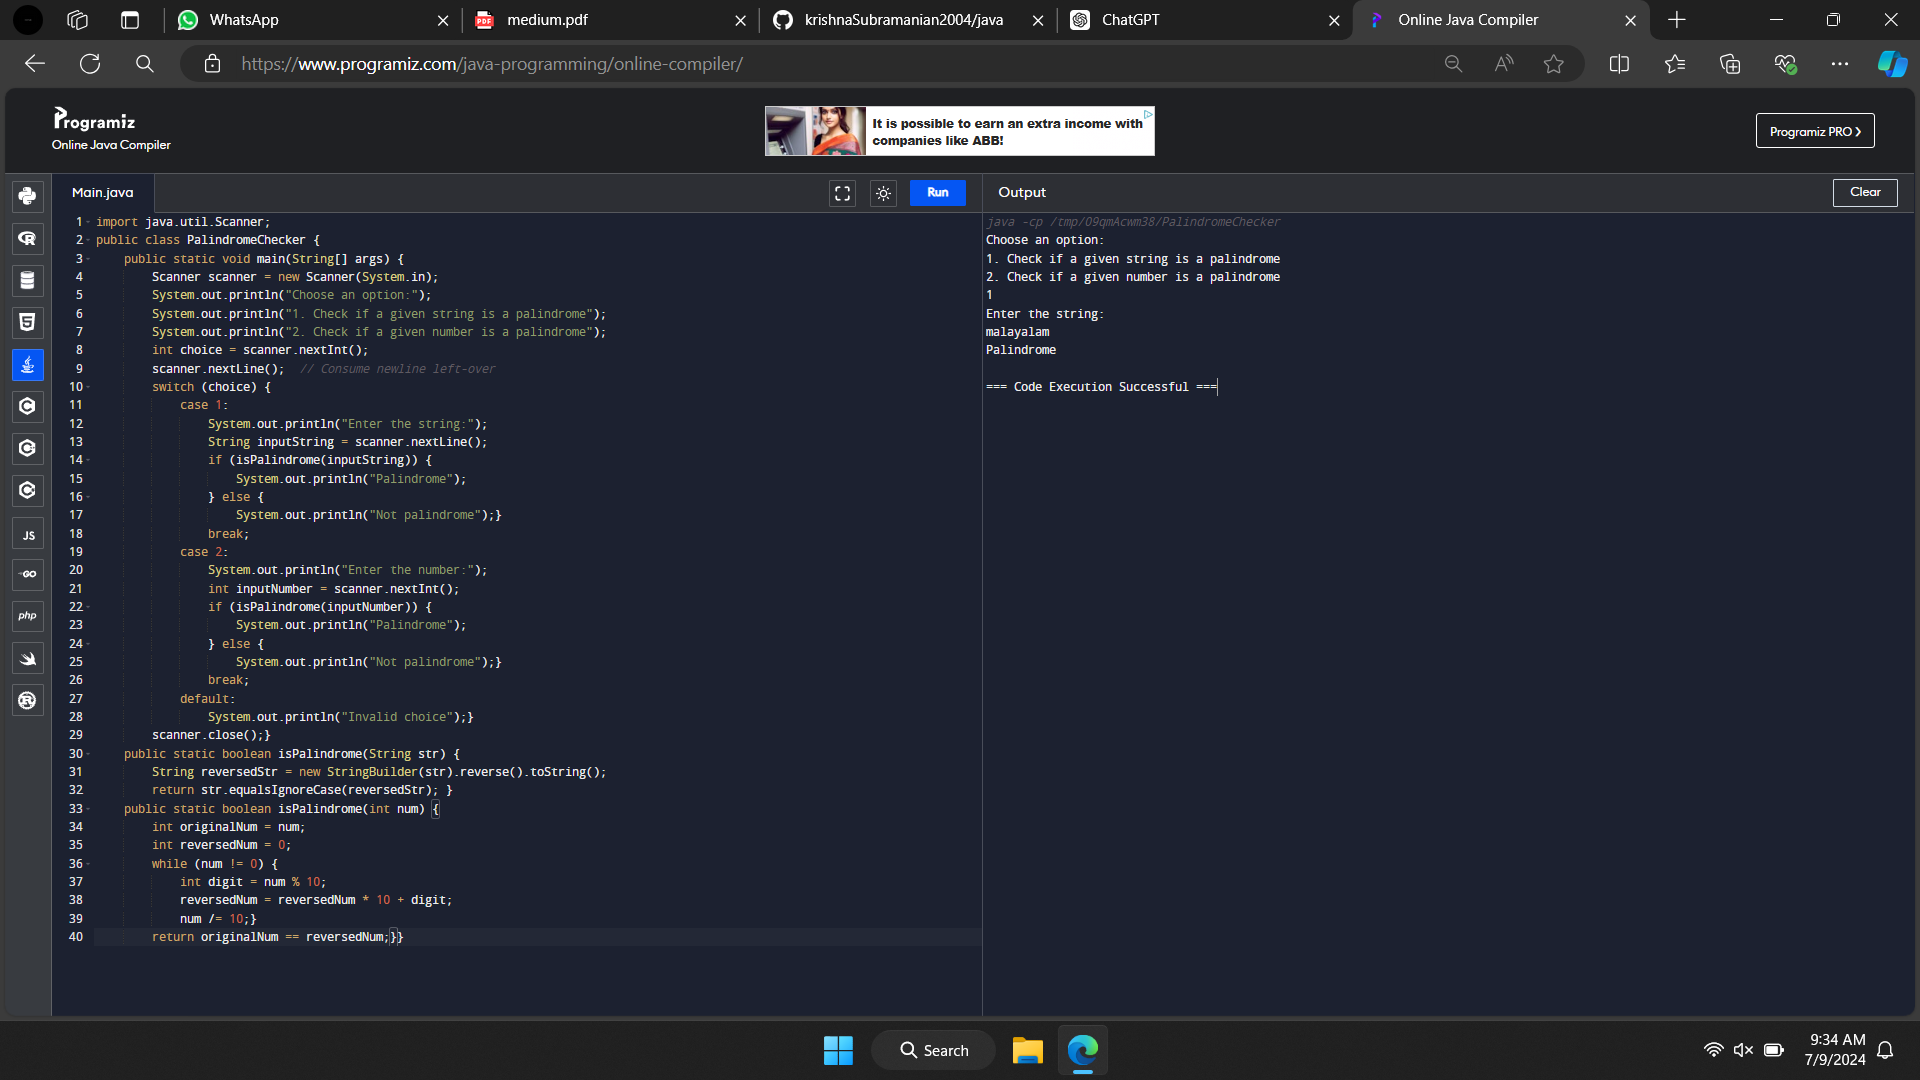 WhatsApp
medium.pdf
krishnaSubramanian2004/java
ChatGPT
Online Java Compiler
https://www.programiz.com/java-programming/online-compiler/
Programiz
Online Java Compiler
It is possible to earn an extra income with
companies like ABB!
Programiz PRO
Main.java
Run
Output
Clear
1 import java.util.Scanner;
2 public class PalindromeChecker {
3     public static void main(String[] args) {
4         Scanner scanner = new Scanner(System.in);
5         System.out.println("Choose an option:");
6         System.out.println("1. Check if a given string is a palindrome");
7         System.out.println("2. Check if a given number is a palindrome");
8         int choice = scanner.nextInt();
9         scanner.nextLine();  // Consume newline left-over
10         switch (choice) {
11             case 1:
12                 System.out.println("Enter the string:");
13                 String inputString = scanner.nextLine();
14                 if (isPalindrome(inputString)) {
15                     System.out.println("Palindrome");
16                 } else {
17                     System.out.println("Not palindrome");}
18                 break;
19             case 2:
20                 System.out.println("Enter the number:");
21                 int inputNumber = scanner.nextInt();
22                 if (isPalindrome(inputNumber)) {
23                     System.out.println("Palindrome");
24                 } else {
25                     System.out.println("Not palindrome");}
26                 break;
27             default:
28                 System.out.println("Invalid choice");}
29         scanner.close();}
30     public static boolean isPalindrome(String str) {
31         String reversedStr = new StringBuilder(str).reverse().toString();
32         return str.equalsIgnoreCase(reversedStr); }
33     public static boolean isPalindrome(int num) {
34         int originalNum = num;
35         int reversedNum = 0;
36         while (num != 0) {
37             int digit = num % 10;
38             reversedNum = reversedNum * 10 + digit;
39             num /= 10;}
40         return originalNum == reversedNum;}}
java -cp /tmp/O9qmAcwm38/PalindromeChecker
Choose an option:
1. Check if a given string is a palindrome
2. Check if a given number is a palindrome
1
Enter the string:
malayalam
Palindrome
=== Code Execution Successful ===
JS
GO
php
Search
9:34 AM
7/9/2024